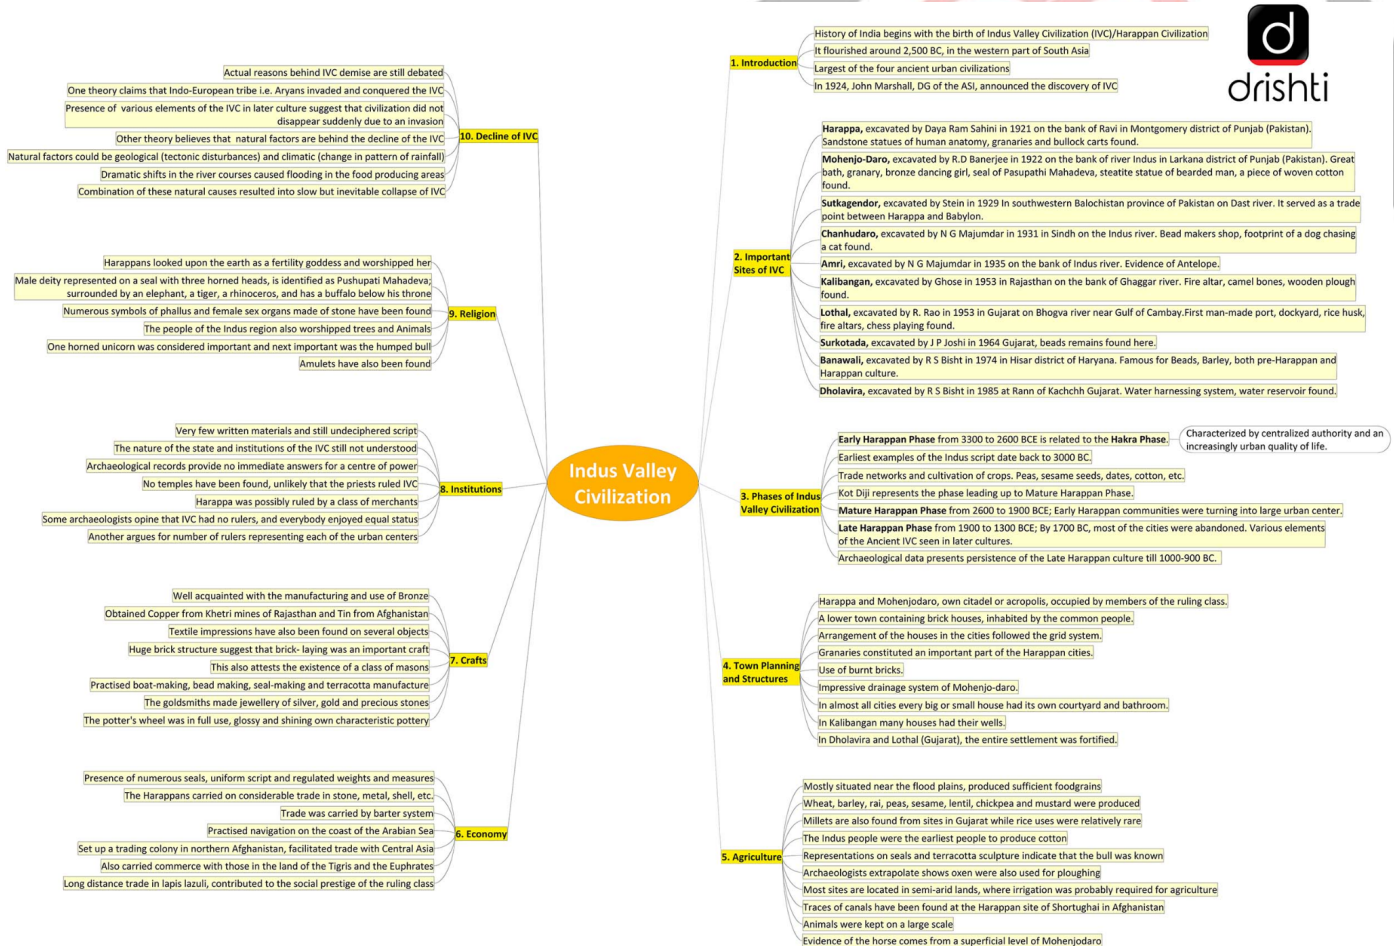 drishti
Indus Valley
Civilization
1. Introduction
History of India begins with the birth of Indus Valley Civilization (IVC)/Harappan Civilization
It flourished around 2,500 BC, in the western part of South Asia
Largest of the four ancient urban civilizations
In 1924, John Marshall, DG of the ASI, announced the discovery of IVC
2. Important
Sites of IVC
Harappa, excavated by Daya Ram Sahini in 1921 on the bank of Ravi in Montgomery district of Punjab (Pakistan).
Sandstone statues of human anatomy, granaries and bullock carts found.
Mohenjo-Daro, excavated by R.D Banerjee in 1922 on the bank of river Indus in Larkana district of Punjab (Pakistan). Great
bath, granary, bronze dancing girl, seal of Pasupathi Mahadeva, steatite statue of bearded man, a piece of woven cotton
found.
Sutkagendor, excavated by Stein in 1929 In southwestern Balochistan province of Pakistan on Dast river. It served as a trade
point between Harappa and Babylon.
Chanhudaro, excavated by N G Majumdar in 1931 in Sindh on the Indus river. Bead makers shop, footprint of a dog chasing
a cat found.
Amri, excavated by N G Majumdar in 1935 on the bank of Indus river. Evidence of Antelope.
Kalibangan, excavated by Ghose in 1953 in Rajasthan on the bank of Ghaggar river. Fire altar, camel bones, wooden plough
found.
Lothal, excavated by R. Rao in 1953 in Gujarat on Bhogva river near Gulf of Cambay.First man-made port, dockyard, rice husk,
fire altars, chess playing found.
Surkotada, excavated by J P Joshi in 1964 Gujarat, beads remains found here.
Banawali, excavated by R S Bisht in 1974 in Hisar district of Haryana. Famous for Beads, Barley, both pre-Harappan and
Harappan culture.
Dholavira, excavated by R S Bisht in 1985 at Rann of Kachchh Gujarat. Water harnessing system, water reservoir found.
3. Phases of Indus
Valley Civilization
Early Harappan Phase from 3300 to 2600 BCE is related to the Hakra Phase.
Characterized by centralized authority and an
increasingly urban quality of life.
Earliest examples of the Indus script date back to 3000 BC.
Trade networks and cultivation of crops. Peas, sesame seeds, dates, cotton, etc.
Kot Diji represents the phase leading up to Mature Harappan Phase.
Mature Harappan Phase from 2600 to 1900 BCE; Early Harappan communities were turning into large urban center.
Late Harappan Phase from 1900 to 1300 BCE; By 1700 BC, most of the cities were abandoned. Various elements
of the Ancient IVC seen in later cultures.
Archaeological data presents persistence of the Late Harappan culture till 1000-900 BC.
4. Town Planning
and Structures
Harappa and Mohenjodaro, own citadel or acropolis, occupied by members of the ruling class.
A lower town containing brick houses, inhabited by the common people.
Arrangement of the houses in the cities followed the grid system.
Granaries constituted an important part of the Harappan cities.
Use of burnt bricks.
Impressive drainage system of Mohenjo-daro.
In almost all cities every big or small house had its own courtyard and bathroom.
In Kalibangan many houses had their wells.
In Dholavira and Lothal (Gujarat), the entire settlement was fortified.
5. Agriculture
Mostly situated near the flood plains, produced sufficient foodgrains
Wheat, barley, rai, peas, sesame, lentil, chickpea and mustard were produced
Millets are also found from sites in Gujarat while rice uses were relatively rare
The Indus people were the earliest people to produce cotton
Representations on seals and terracotta sculpture indicate that the bull was known
Archaeologists extrapolate shows oxen were also used for ploughing
Most sites are located in semi-arid lands, where irrigation was probably required for agriculture
Traces of canals have been found at the Harappan site of Shortughai in Afghanistan
Animals were kept on a large scale
Evidence of the horse comes from a superficial level of Mohenjodaro
6. Economy
Presence of numerous seals, uniform script and regulated weights and measures
The Harappans carried on considerable trade in stone, metal, shell, etc.
Trade was carried by barter system
Practised navigation on the coast of the Arabian Sea
Set up a trading colony in northern Afghanistan, facilitated trade with Central Asia
Also carried commerce with those in the land of the Tigris and the Euphrates
Long distance trade in lapis lazuli, contributed to the social prestige of the ruling class
7. Crafts
Well acquainted with the manufacturing and use of Bronze
Obtained Copper from Khetri mines of Rajasthan and Tin from Afghanistan
Textile impressions have also been found on several objects
Huge brick structure suggest that brick- laying was an important craft
This also attests the existence of a class of masons
Practised boat-making, bead making, seal-making and terracotta manufacture
The goldsmiths made jewellery of silver, gold and precious stones
The potter's wheel was in full use, glossy and shining own characteristic pottery
8. Institutions
Very few written materials and still undeciphered script
The nature of the state and institutions of the IVC still not understood
Archaeological records provide no immediate answers for a centre of power
No temples have been found, unlikely that the priests ruled IVC
Harappa was possibly ruled by a class of merchants
Some archaeologists opine that IVC had no rulers, and everybody enjoyed equal status
Another argues for number of rulers representing each of the urban centers
9. Religion
Harappans looked upon the earth as a fertility goddess and worshipped her
Male deity represented on a seal with three horned heads, is identified as Pushupati Mahadeva;
surrounded by an elephant, a tiger, a rhinoceros, and has a buffalo below his throne
Numerous symbols of phallus and female sex organs made of stone have been found
The people of the Indus region also worshipped trees and Animals
One horned unicorn was considered important and next important was the humped bull
Amulets have also been found
10. Decline of IVC
Actual reasons behind IVC demise are still debated
One theory claims that Indo-European tribe i.e. Aryans invaded and conquered the IVC
Presence of various elements of the IVC in later culture suggest that civilization did not
disappear suddenly due to an invasion
Other theory believes that natural factors are behind the decline of the IVC
Natural factors could be geological (tectonic disturbances) and climatic (change in pattern of rainfall)
Dramatic shifts in the river courses caused flooding in the food producing areas
Combination of these natural causes resulted into slow but inevitable collapse of IVC